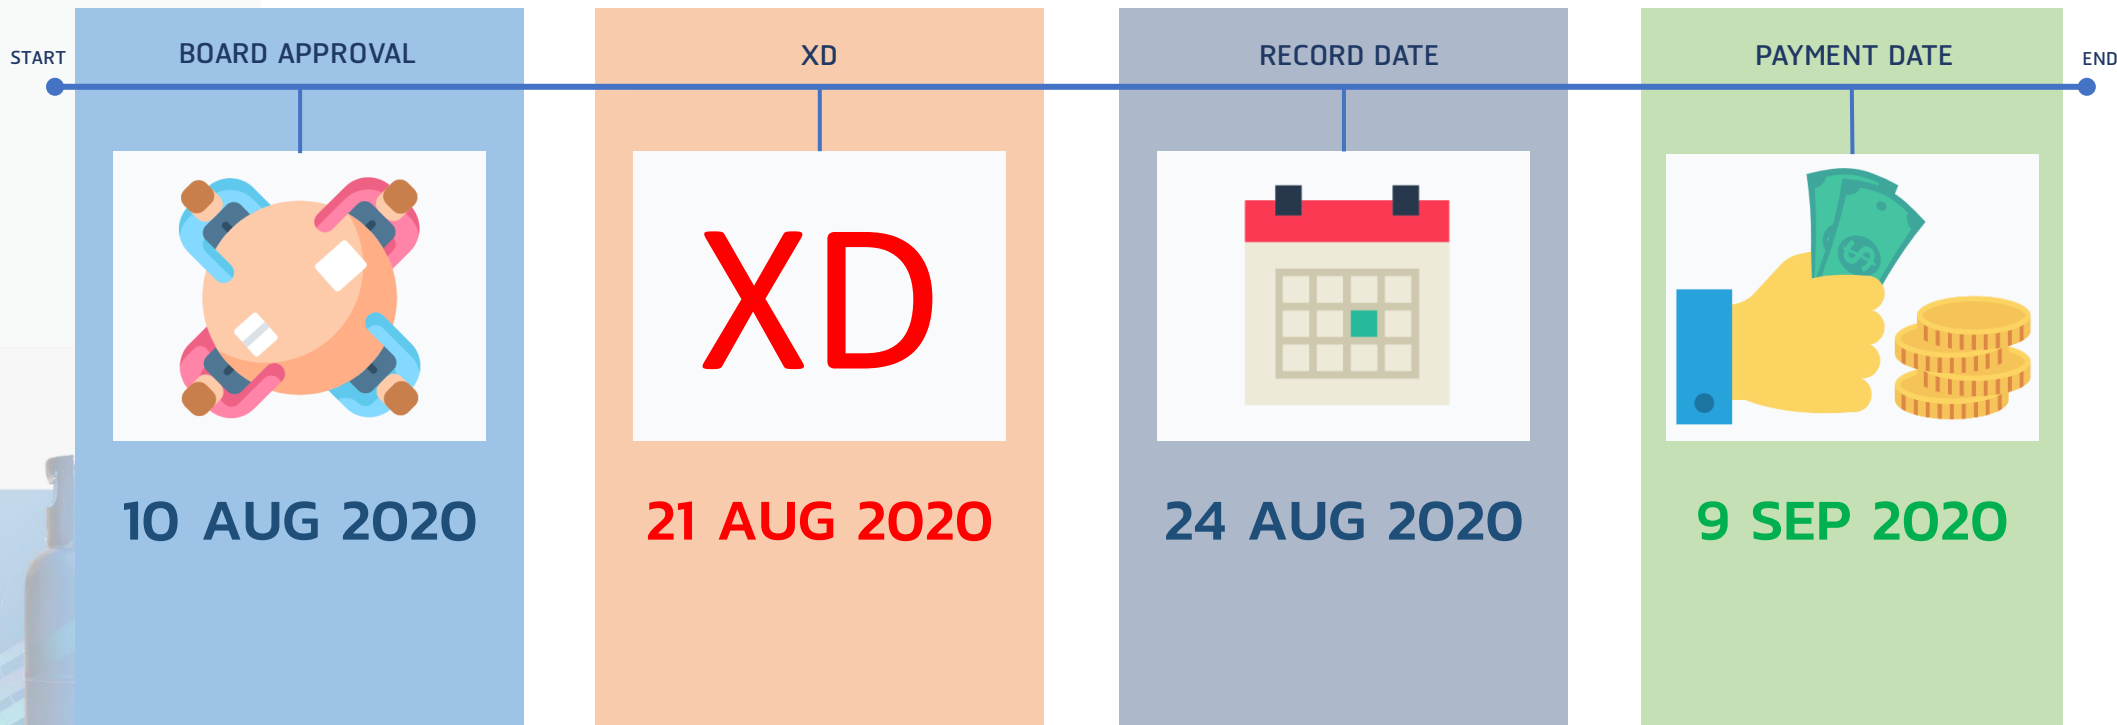 START
BOARD APPROVAL
XD
RECORD DATE
PAYMENT DATE
END
XD
10 AUG 2020
21 AUG 2020
24 AUG 2020
9 SEP 2020